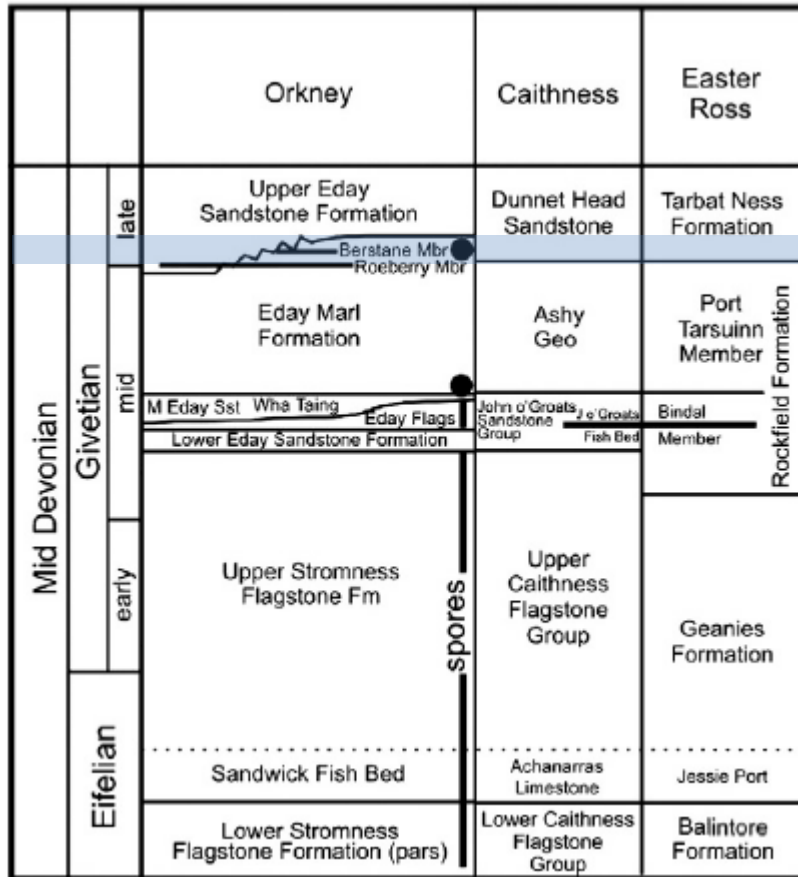 Orkney
Caithness
Easter
Ross
Mid Devonian
Givetian
Eifelian
late
mid
early
Upper Eday
Sandstone Formation
Berstane Mbr
Roeberry Mbr
Eday Marl
Formation
M Eday Sst Wha Taing
Eday Flags
Lower Eday Sandstone Formation
Upper Stromness
Flagstone Fm
spores
Sandwick Fish Bed
Lower Stromness
Flagstone Formation (pars)
Dunnet Head
Sandstone
Ashy
Geo
John o'Groats
Sandstone
Group
J o'Groats
Fish Bed
Upper
Caithness
Flagstone
Group
Achanarras
Limestone
Lower Caithness
Flagstone
Group
Tarbat Ness
Formation
Port
Tarsuinn
Member
Bindal
Member
Rockfield Formation
Geanies
Formation
Jessie Port
Balintore
Formation